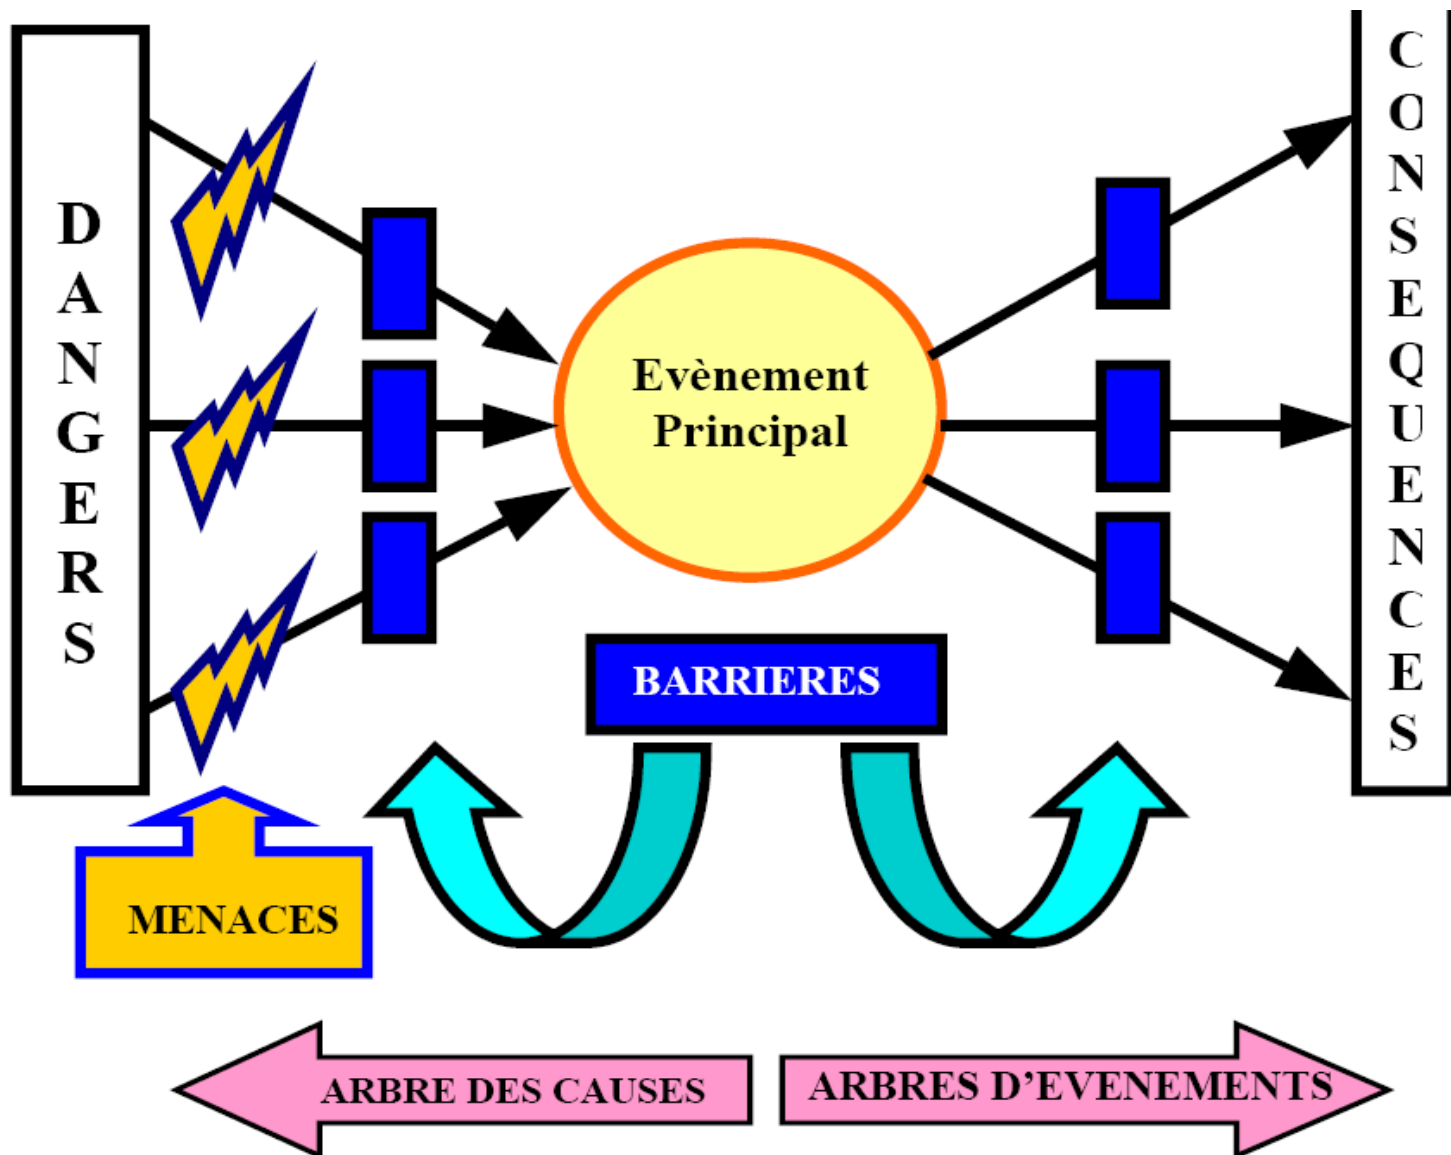 DANGERS
Evènement
Principal
CONSEQUENCES
BARRIERES
MENACES
ARBRE DES CAUSES
ARBRES D'EVENEMENTS